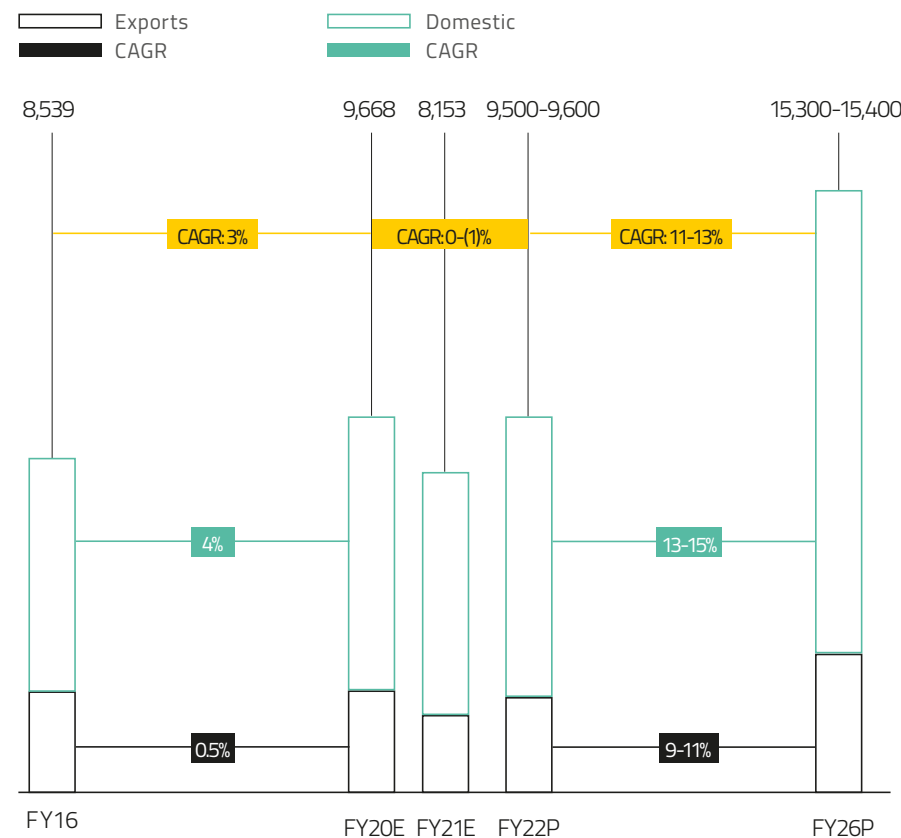 Exports Domestic
CAGR CAGR
8,539 9,668 8,153 9,500-9,600 15,300-15,400
CAGR: 3% CAGR: 0-(1)% CAGR: 11-13%
4% 13-15%
0.5% 9-11%
FY16 FY20E FY21E FY22P FY26P